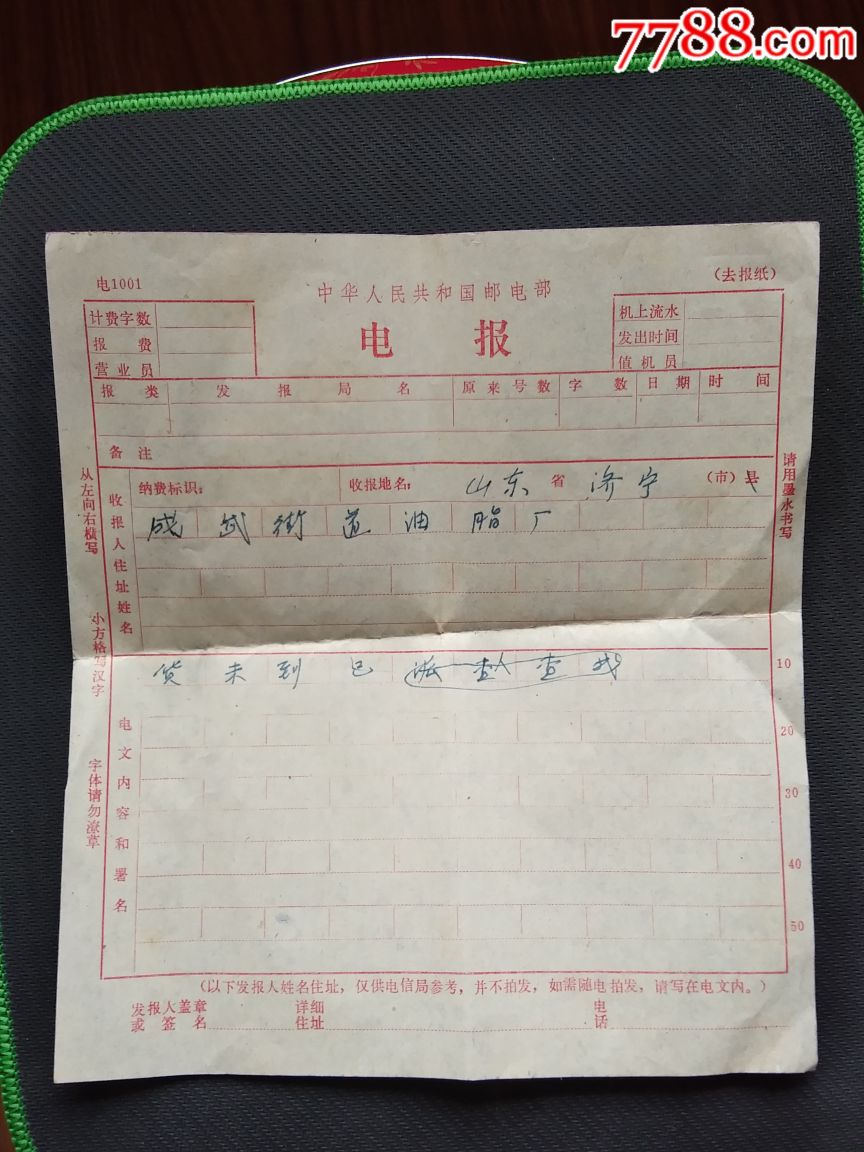 7788.com
电1001
(去报纸)
中华人民共和国邮电部
电报
计费字数
报费
营业员
机上流水
发出时间
值机员
报类 发报局名 原来号数 字数 日期 时间
备注
纳费标识： 收报地名： 山东 省 济宁 (市)县
收报人住址姓名
成武街道油脂厂
货未到已派人查找
10
20
30
40
50
电文内容和署名
从左向右横写
小方格写汉字
字体请勿潦草
请用墨水书写
(以下发报人姓名住址，仅供电信局参考，并不拍发，如需随电拍发，请写在电文内。)
发报人盖章 详细 电
或签名 住址 话